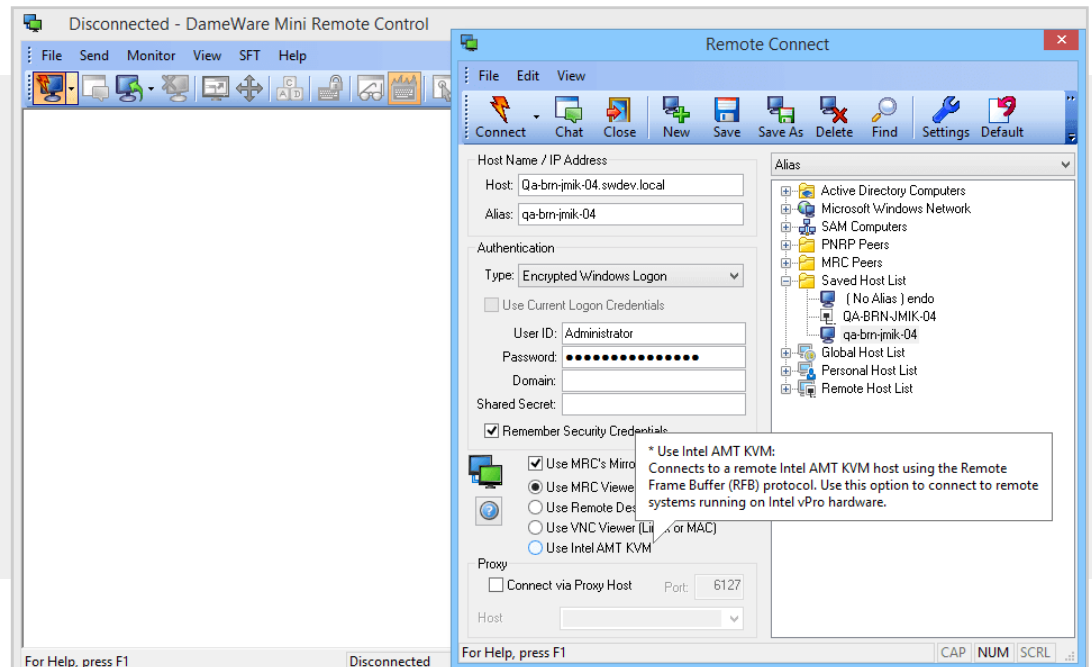 Disconnected - DameWare Mini Remote Control
File Send Monitor View SFT Help
Remote Connect
File Edit View
Connect Chat Close New Save Save As Delete Find Settings Default
Host Name / IP Address
Host: Qa-brn-jmik-04.swdev.local
Alias: qa-brn-jmik-04
Authentication
Type: Encrypted Windows Logon
Use Current Logon Credentials
User ID: Administrator
Password:
Domain:
Shared Secret:
Remember Security Credentials
Use MRC's Mirro
Use MRC Viewe
Use Remote Des
Use VNC Viewer (Li or MAC)
Use Intel AMT KVM
Proxy
Connect via Proxy Host Port: 6127
Host
Alias
Active Directory Computers
Microsoft Windows Network
SAM Computers
PNRP Peers
MRC Peers
Saved Host List
( No Alias ) endo
QA-BRN-JMIK-04
qa-brn-jmik-04
Global Host List
Personal Host List
Remote Host List
* Use Intel AMT KVM:
Connects to a remote Intel AMT KVM host using the Remote
Frame Buffer (RFB) protocol. Use this option to connect to remote
systems running on Intel vPro hardware.
For Help, press F1 Disconnected
For Help, press F1 CAP NUM SCRL